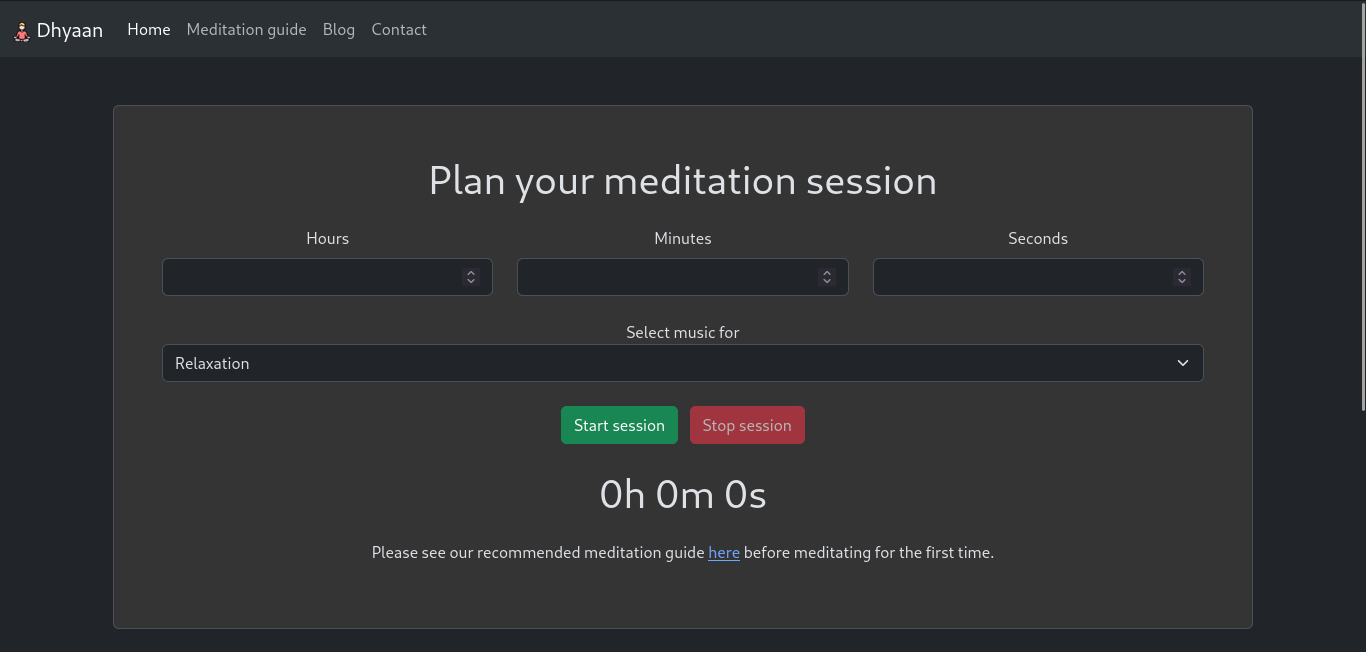 Dhyaan Home Meditation guide Blog Contact
Plan your meditation session
Hours Minutes Seconds
Select music for
Relaxation
Start session Stop session
0h 0m 0s
Please see our recommended meditation guide here before meditating for the first time.